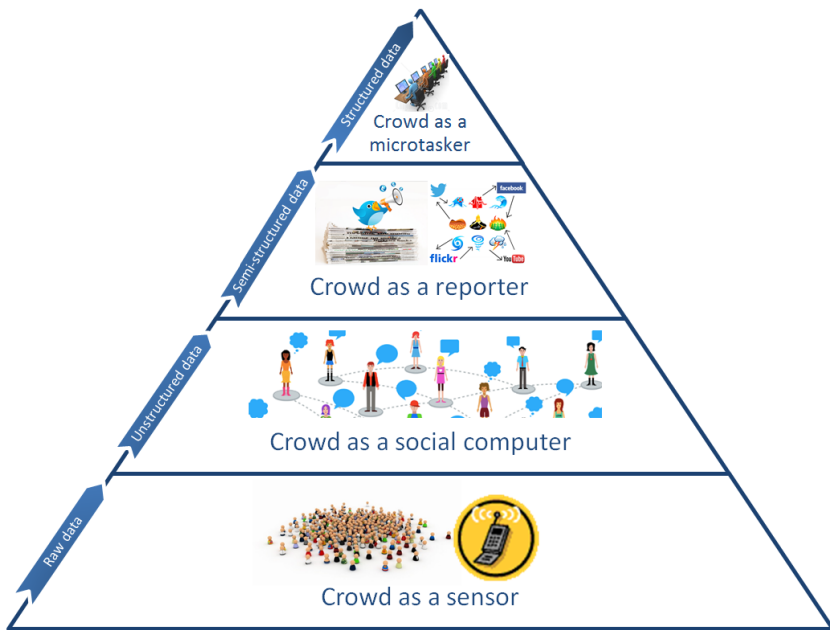 Structured data
Crowd as a
microtasker
Semi-structured data
facebook
flickr
YouTube
Crowd as a reporter
Unstructured data
Crowd as a social computer
Raw data
Crowd as a sensor